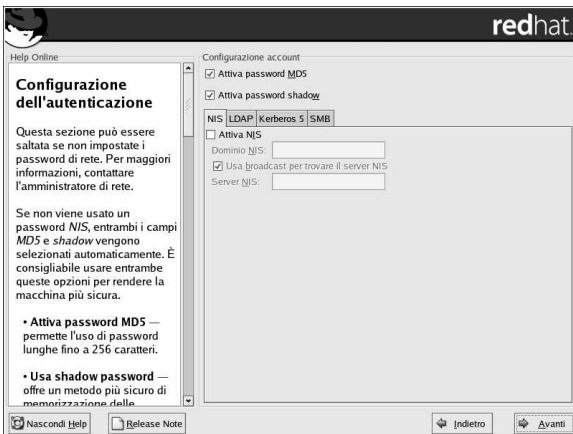 redhat.
Help Online
Configurazione
dell'autenticazione
Questa sezione può essere
saltata se non impostate i
password di rete. Per maggiori
informazioni, contattare
l'amministratore di rete.
Se non viene usato un
password NIS, entrambi i campi
MD5 e shadow vengono
selezionati automaticamente. È
consigliabile usare entrambe
queste opzioni per rendere la
macchina più sicura.
• Attiva password MD5 —
permette l'uso di password
lunghe fino a 256 caratteri.
• Usa shadow password —
offre un metodo più sicuro di
memorizzazione delle
Configurazione account
Attiva password MD5
Attiva password shadow
NIS LDAP Kerberos 5 SMB
Attiva NIS
Dominio NIS:
Usa broadcast per trovare il server NIS
Server NIS:
Nascondi Help
Release Note
Indietro
Avanti